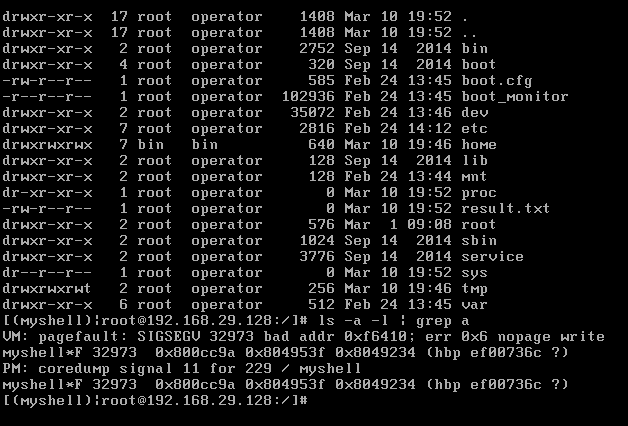 drwxr-xr-x  17 root  operator    1408 Mar 10 19:52 .
drwxr-xr-x  17 root  operator    1408 Mar 10 19:52 ..
drwxr-xr-x   2 root  operator    2752 Sep 14  2014 bin
drwxr-xr-x   4 root  operator     320 Sep 14  2014 boot
-rw-r--r--   1 root  operator     585 Feb 24 13:45 boot.cfg
-r--r--r--   1 root  operator  102936 Feb 24 13:45 boot_monitor
drwxr-xr-x   2 root  operator   35072 Feb 24 13:46 dev
drwxr-xr-x   7 root  operator    2816 Feb 24 14:12 etc
drwxrwxrwx   7 bin   bin          640 Mar 10 19:46 home
drwxr-xr-x   2 root  operator     128 Sep 14  2014 lib
drwxr-xr-x   2 root  operator     128 Feb 24 13:44 mnt
dr-xr-xr-x   1 root  operator       0 Mar 10 19:52 proc
-rw-r--r--   1 root  operator       0 Mar 10 19:52 result.txt
drwxr-xr-x   2 root  operator     576 Mar  1 09:08 root
drwxr-xr-x   2 root  operator    1024 Sep 14  2014 sbin
drwxr-xr-x   2 root  operator    3776 Sep 14  2014 service
dr--r--r--   1 root  operator       0 Mar 10 19:52 sys
drwxrwxrwt   2 root  operator     256 Mar 10 19:46 tmp
drwxr-xr-x   6 root  operator     512 Feb 24 13:45 var
[(myshell)¦root@192.168.29.128:/]# ls -a -l ¦ grep a
VM: pagefault: SIGSEGV 32973 bad addr 0xf6410; err 0x6 nopage write
myshell*F 32973  0x800cc9a 0x804953f 0x8049234 (hbp ef00736c ?)
PM: coredump signal 11 for 229 / myshell
myshell*F 32973  0x800cc9a 0x804953f 0x8049234 (hbp ef00736c ?)
[(myshell)¦root@192.168.29.128:/]#